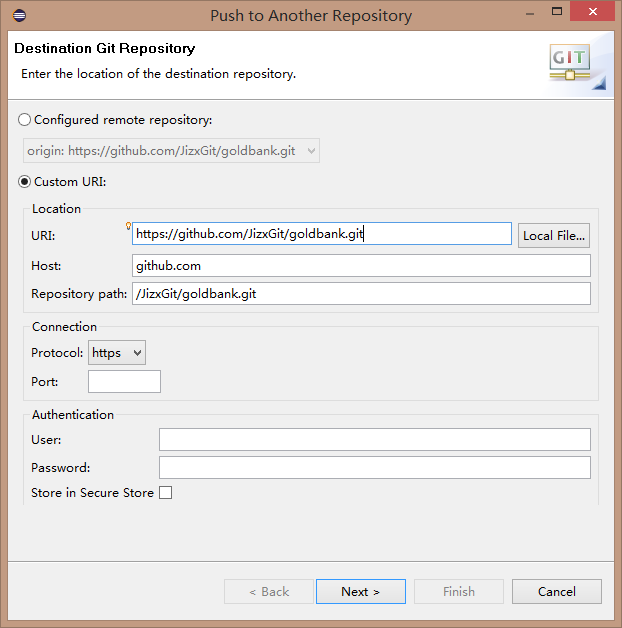 Push to Another Repository
Destination Git Repository
Enter the location of the destination repository.
GIT
Configured remote repository:
origin: https://github.com/JizxGit/goldbank.git
Custom URI:
Location
URI: https://github.com/JizxGit/goldbank.git Local File...
Host: github.com
Repository path: /JizxGit/goldbank.git
Connection
Protocol: https
Port:
Authentication
User:
Password:
Store in Secure Store
< Back Next > Finish Cancel